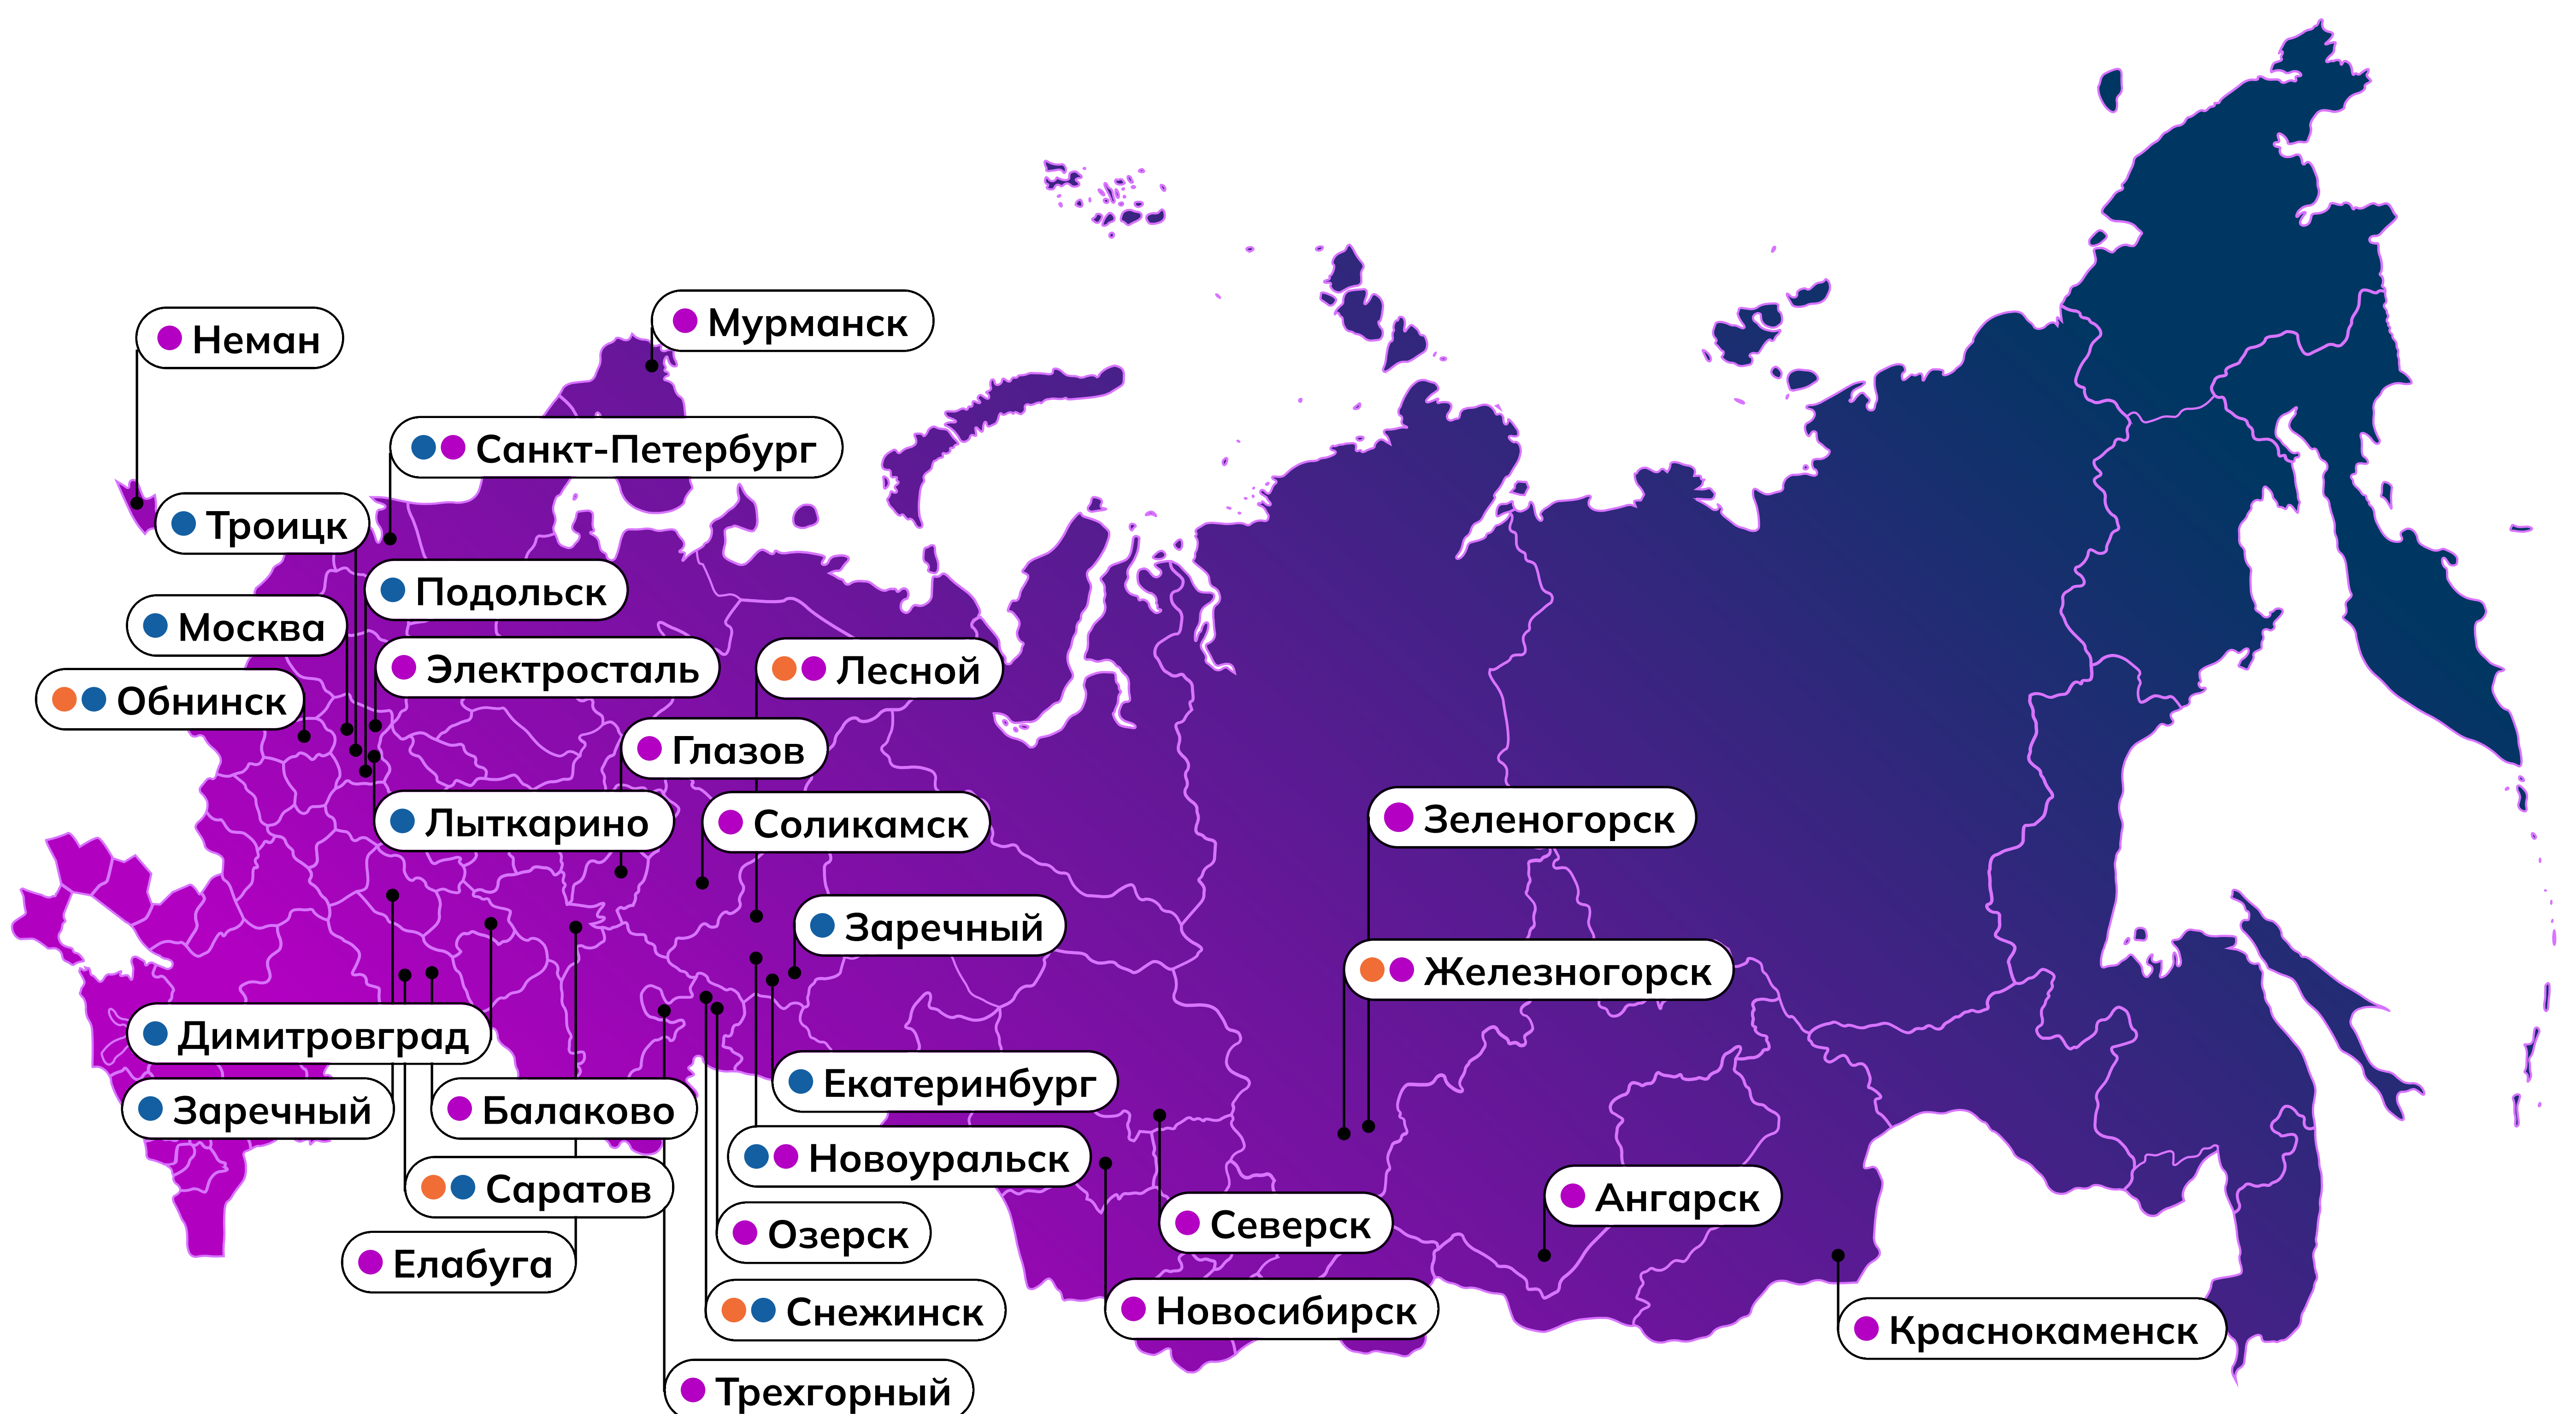 Мурманск
Неман
Санкт-Петербург
Троицк
Подольск
Москва
Электросталь
Лесной
Обнинск
Глазов
Лыткарино
Соликамск
Зеленогорск
Заречный
Железногорск
Димитровград
Екатеринбург
Заречный
Балаково
Новоуральск
Саратов
Ангарск
Северск
Озерск
Елабуга
Снежинск
Новосибирск
Краснокаменск
Трехгорный